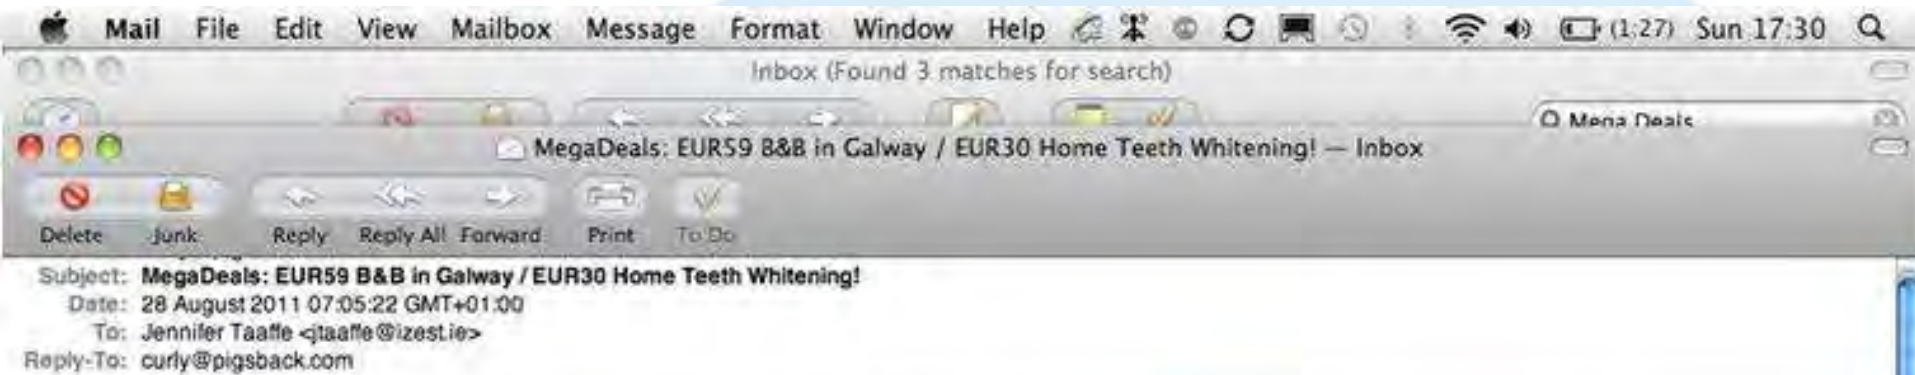 Mail File Edit View Mailbox Message Format Window Help (1:27) Sun 17:30
Inbox (Found 3 matches for search)
Mega Deals
MegaDeals: EUR59 B&B in Galway / EUR30 Home Teeth Whitening! — Inbox
Delete Junk Reply Reply All Forward Print To Do
Subject: MegaDeals: EUR59 B&B in Galway / EUR30 Home Teeth Whitening!
Date: 28 August 2011 07:05:22 GMT+01:00
To: Jennifer Taaffe <jtaaffe@izest.ie>
Reply-To: curly@pigsback.com